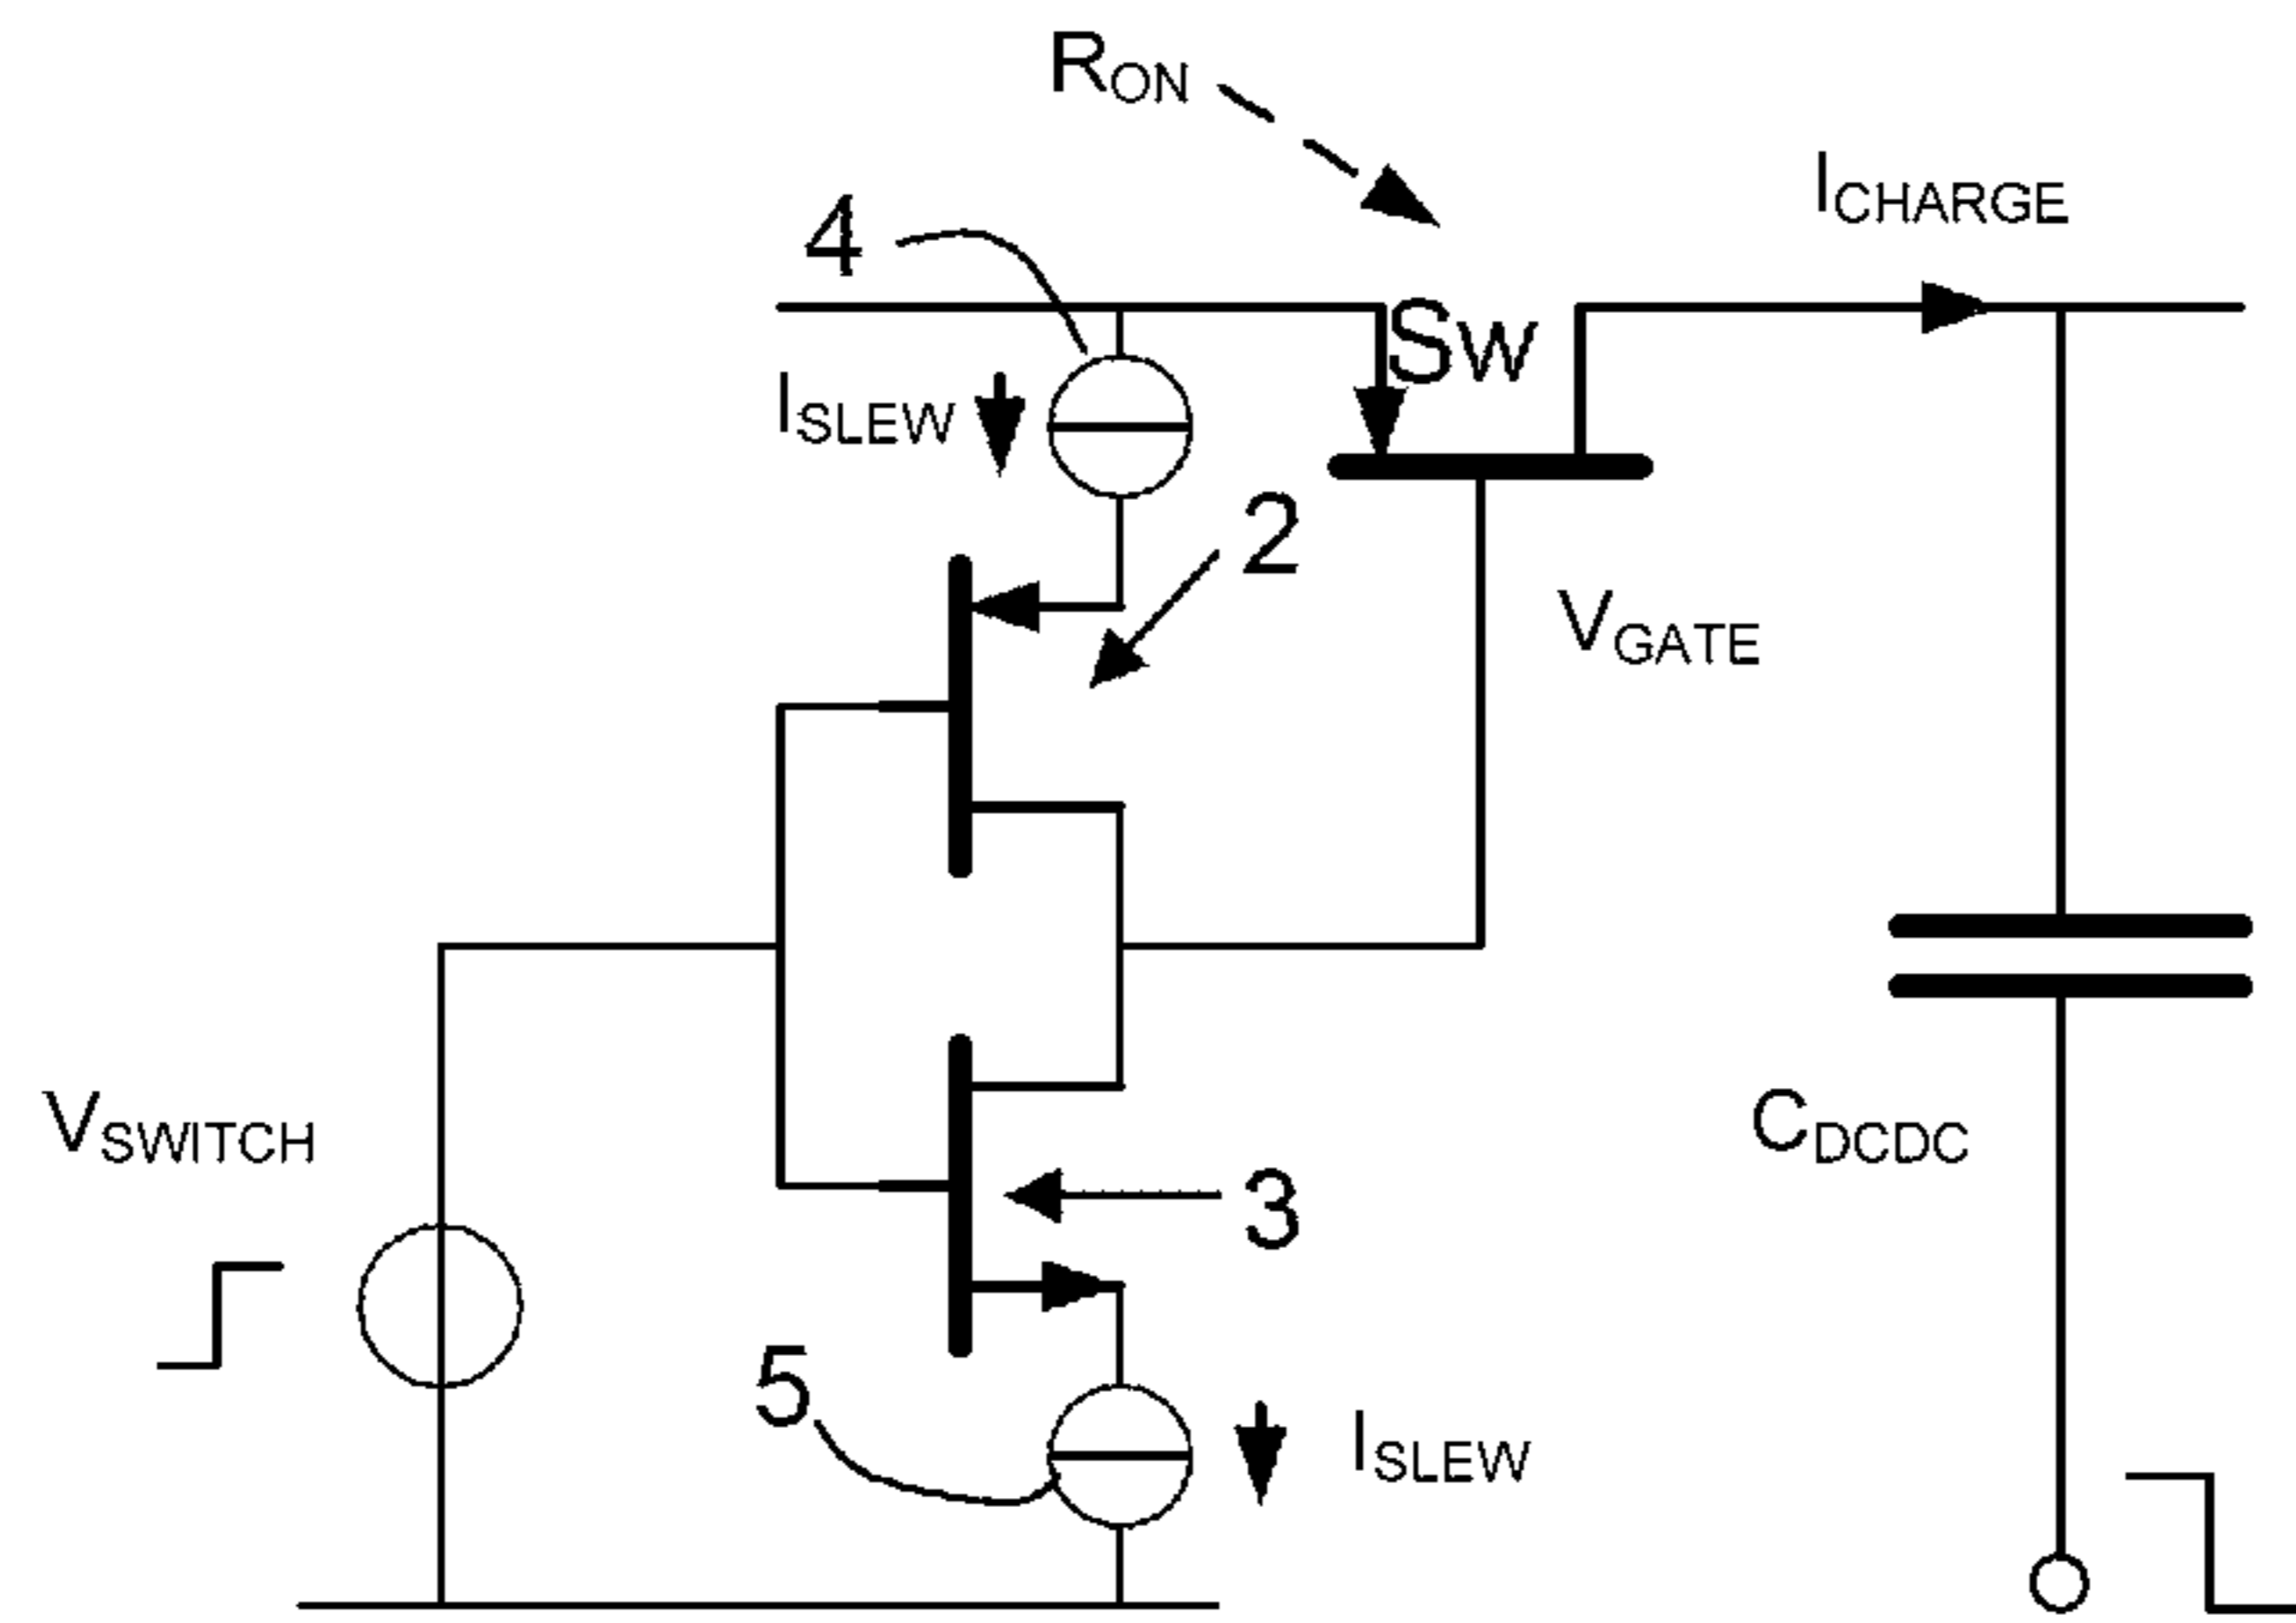 RON
ICHARGE
4
Sw
ISLEW
2
VGATE
VSWITCH
CDCDC
3
5
ISLEW